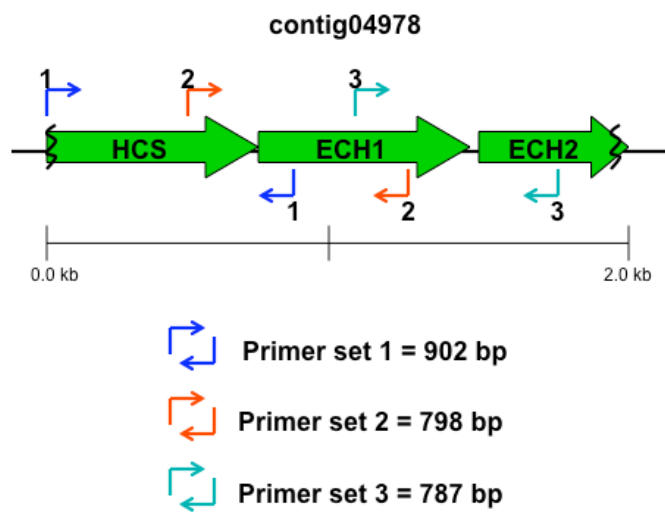 contig04978
1 2 3
HCS ECH1 ECH2
1 2 3
0.0 kb 2.0 kb
Primer set 1 = 902 bp
Primer set 2 = 798 bp
Primer set 3 = 787 bp